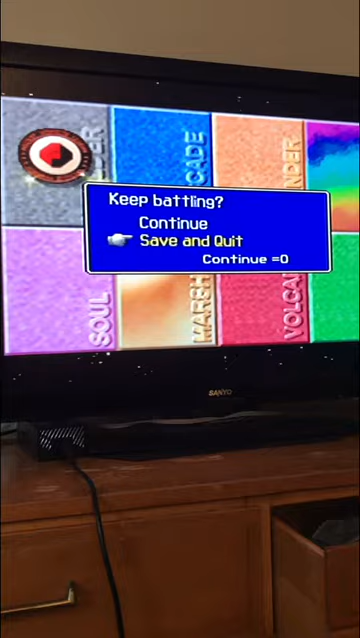 CADE
Keep battling?
Continue
Save and Quit
Continue =0
SOUL
MARSH
VOLCA
SANYO